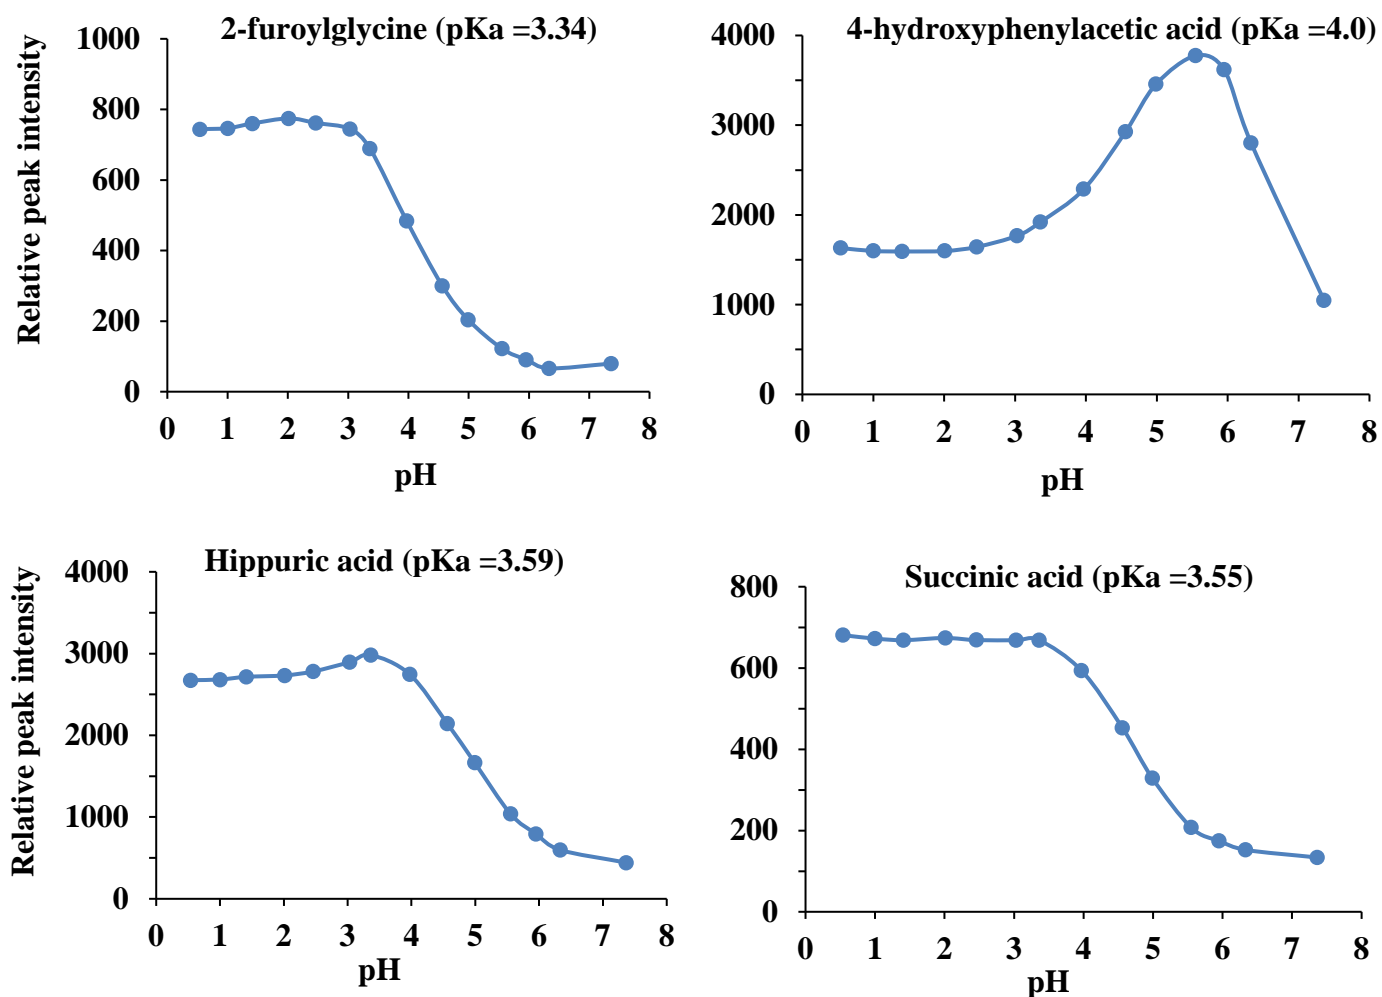 2-furoylglycine (pKa =3.34)
Relative peak intensity
1000
800
600
400
200
0
0 1 2 3 4 5 6 7 8
pH
4-hydroxyphenylacetic acid (pKa =4.0)
4000
3000
2000
1000
0
0 1 2 3 4 5 6 7 8
pH
Hippuric acid (pKa =3.59)
Relative peak intensity
4000
3000
2000
1000
0
0 1 2 3 4 5 6 7 8
pH
Succinic acid (pKa =3.55)
800
600
400
200
0
0 1 2 3 4 5 6 7 8
pH